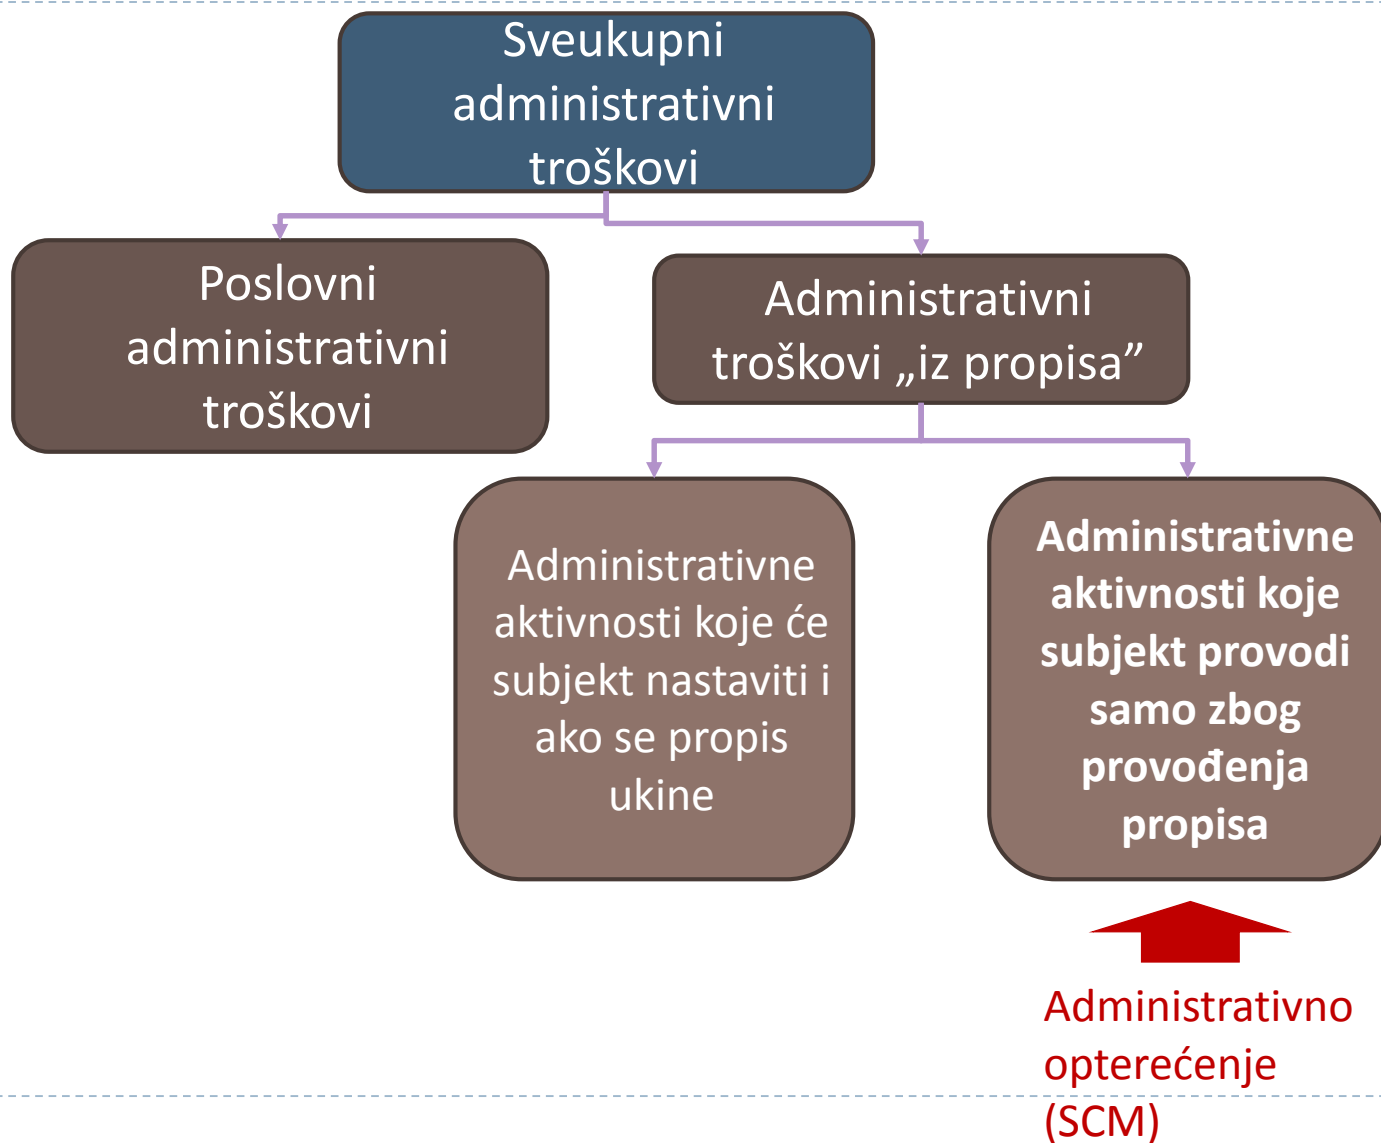 Sveukupni
administrativni
troškovi
Poslovni
administrativni
troškovi
Administrativni
troškovi „iz propisa”
Administrativne
aktivnosti koje će
subjekt nastaviti i
ako se propis
ukine
Administrativne
aktivnosti koje
subjekt provodi
samo zbog
provođenja
propisa
Administrativno
opterećenje
(SCM)